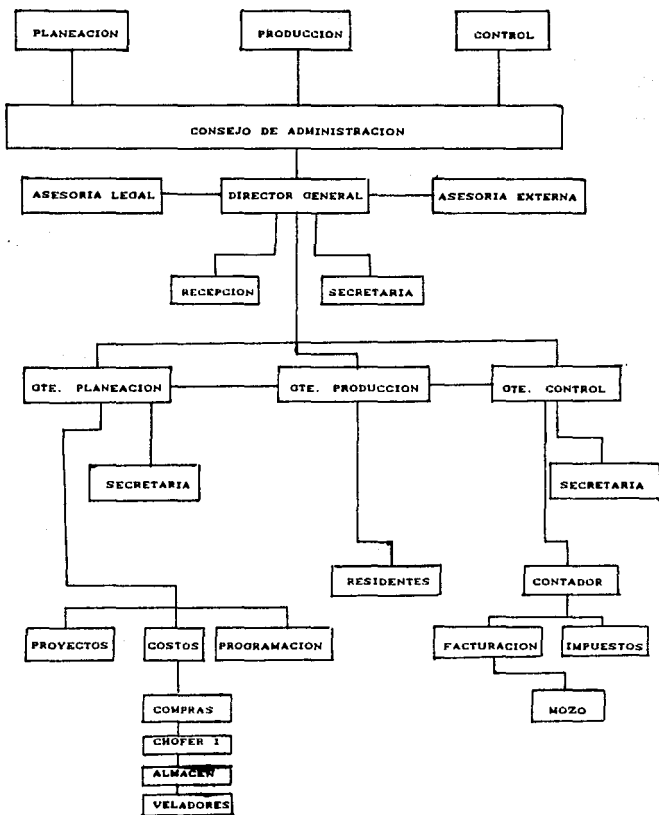 PLANEACION
PRODUCCION
CONTROL
CONSEJO DE ADMINISTRACION
ASESORIA LEGAL
DIRECTOR GENERAL
ASESORIA EXTERNA
RECEPCION
SECRETARIA
GTE. PLANEACION
GTE. PRODUCCION
GTE. CONTROL
SECRETARIA
SECRETARIA
RESIDENTES
CONTADOR
PROYECTOS
COSTOS
PROGRAMACION
FACTURACION
IMPUESTOS
COMPRAS
MOZO
CHOFER 1
ALMACEN
VELADORES